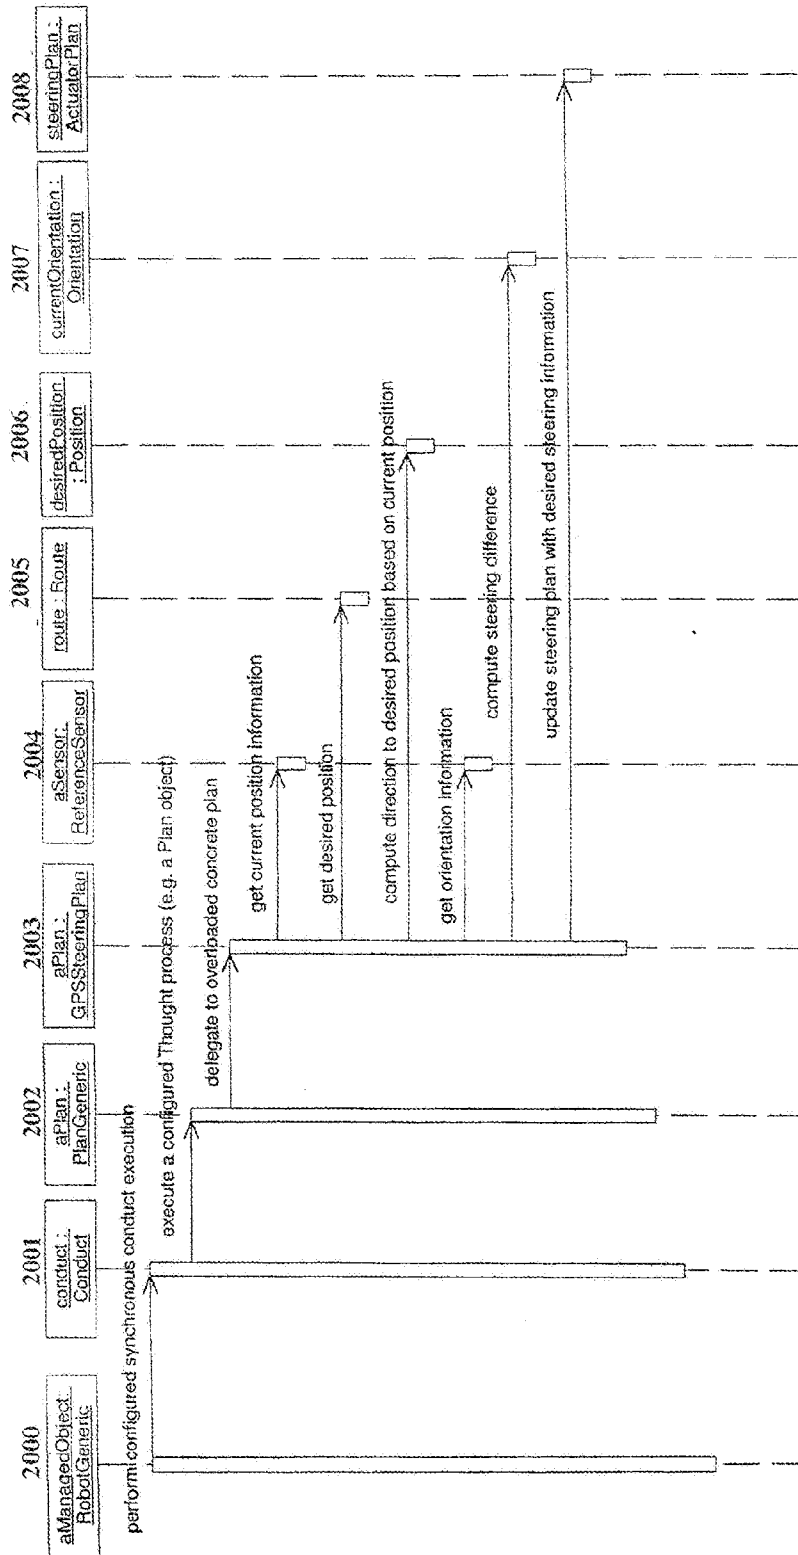 2000
aManagedObject:
RobotGeneric
2001
conduct :
Conduct
2002
aPlan :
PlanGeneric
2003
aPlan :
GPSSteeringPlan
2004
aSensor:
ReferenceSensor
2005
route : Route
2006
desiredPosition
: Position
2007
currentOrientation :
Orientation
2008
steeringPlan :
ActuatorPlan
perform configured synchronous conduct execution
execute a configured Thought process (e.g. a Plan object)
delegate to overloaded concrete plan
get current position information
get desired position
compute direction to desired position based on current position
get orientation information
compute steering difference
update steering plan with desired steering information